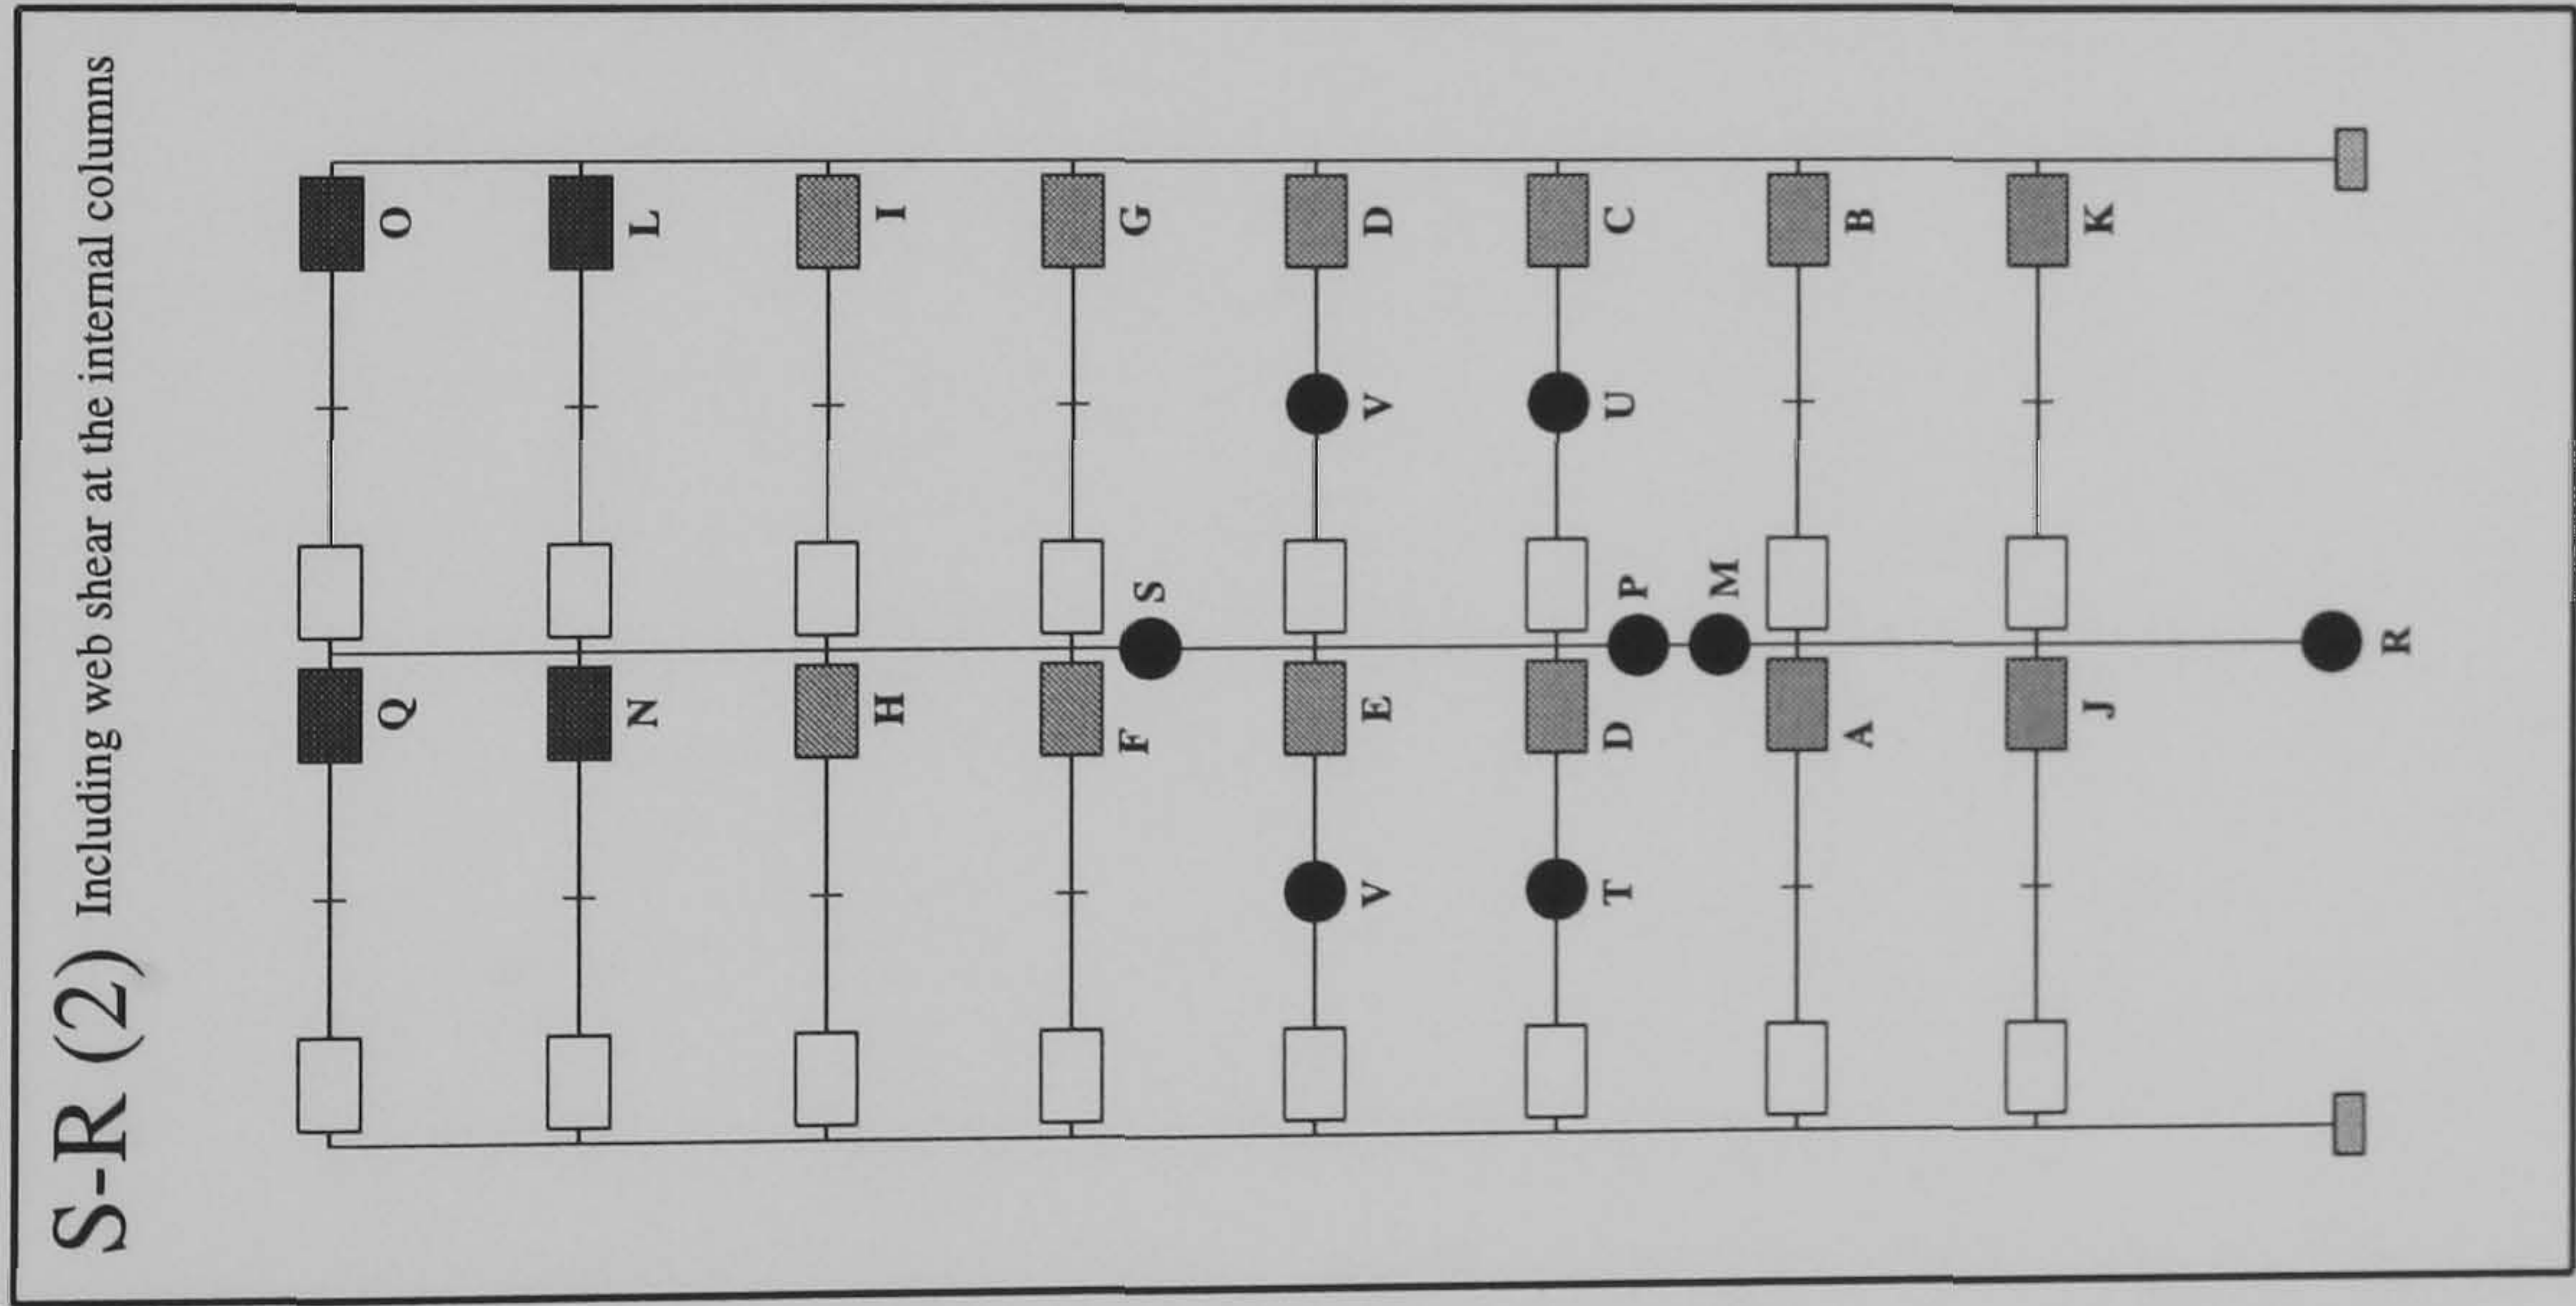 S-R (2) Including web shear at the internal columns
Q O
N L
H I
F S G
V E V D
T D P U C
M
A B
J K
R